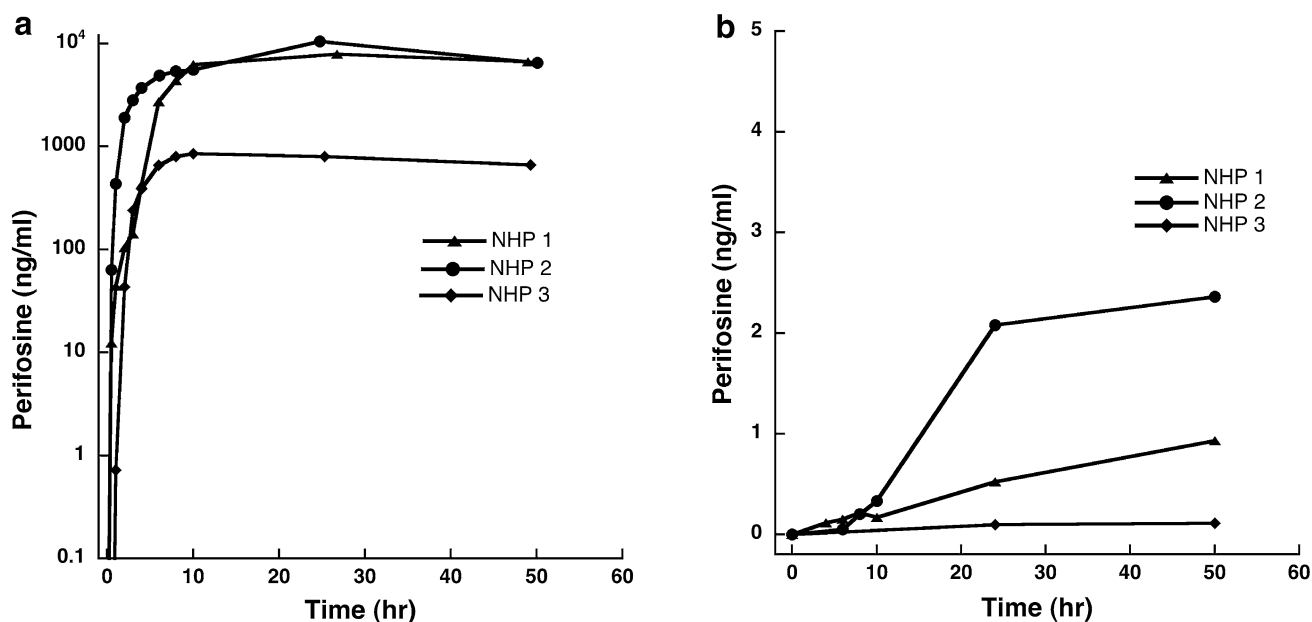 a
10⁴
1000
100
10
1
0.1
0 10 20 30 40 50 60
Perifosine (ng/ml)
Time (hr)
NHP 1
NHP 2
NHP 3
b
5
4
3
2
1
0
0 10 20 30 40 50 60
Perifosine (ng/ml)
Time (hr)
NHP 1
NHP 2
NHP 3